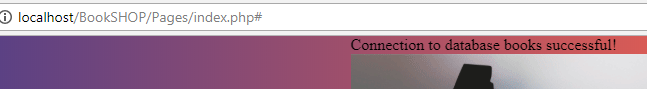 localhost/BookSHOP/Pages/index.php#
Connection to database books successful!